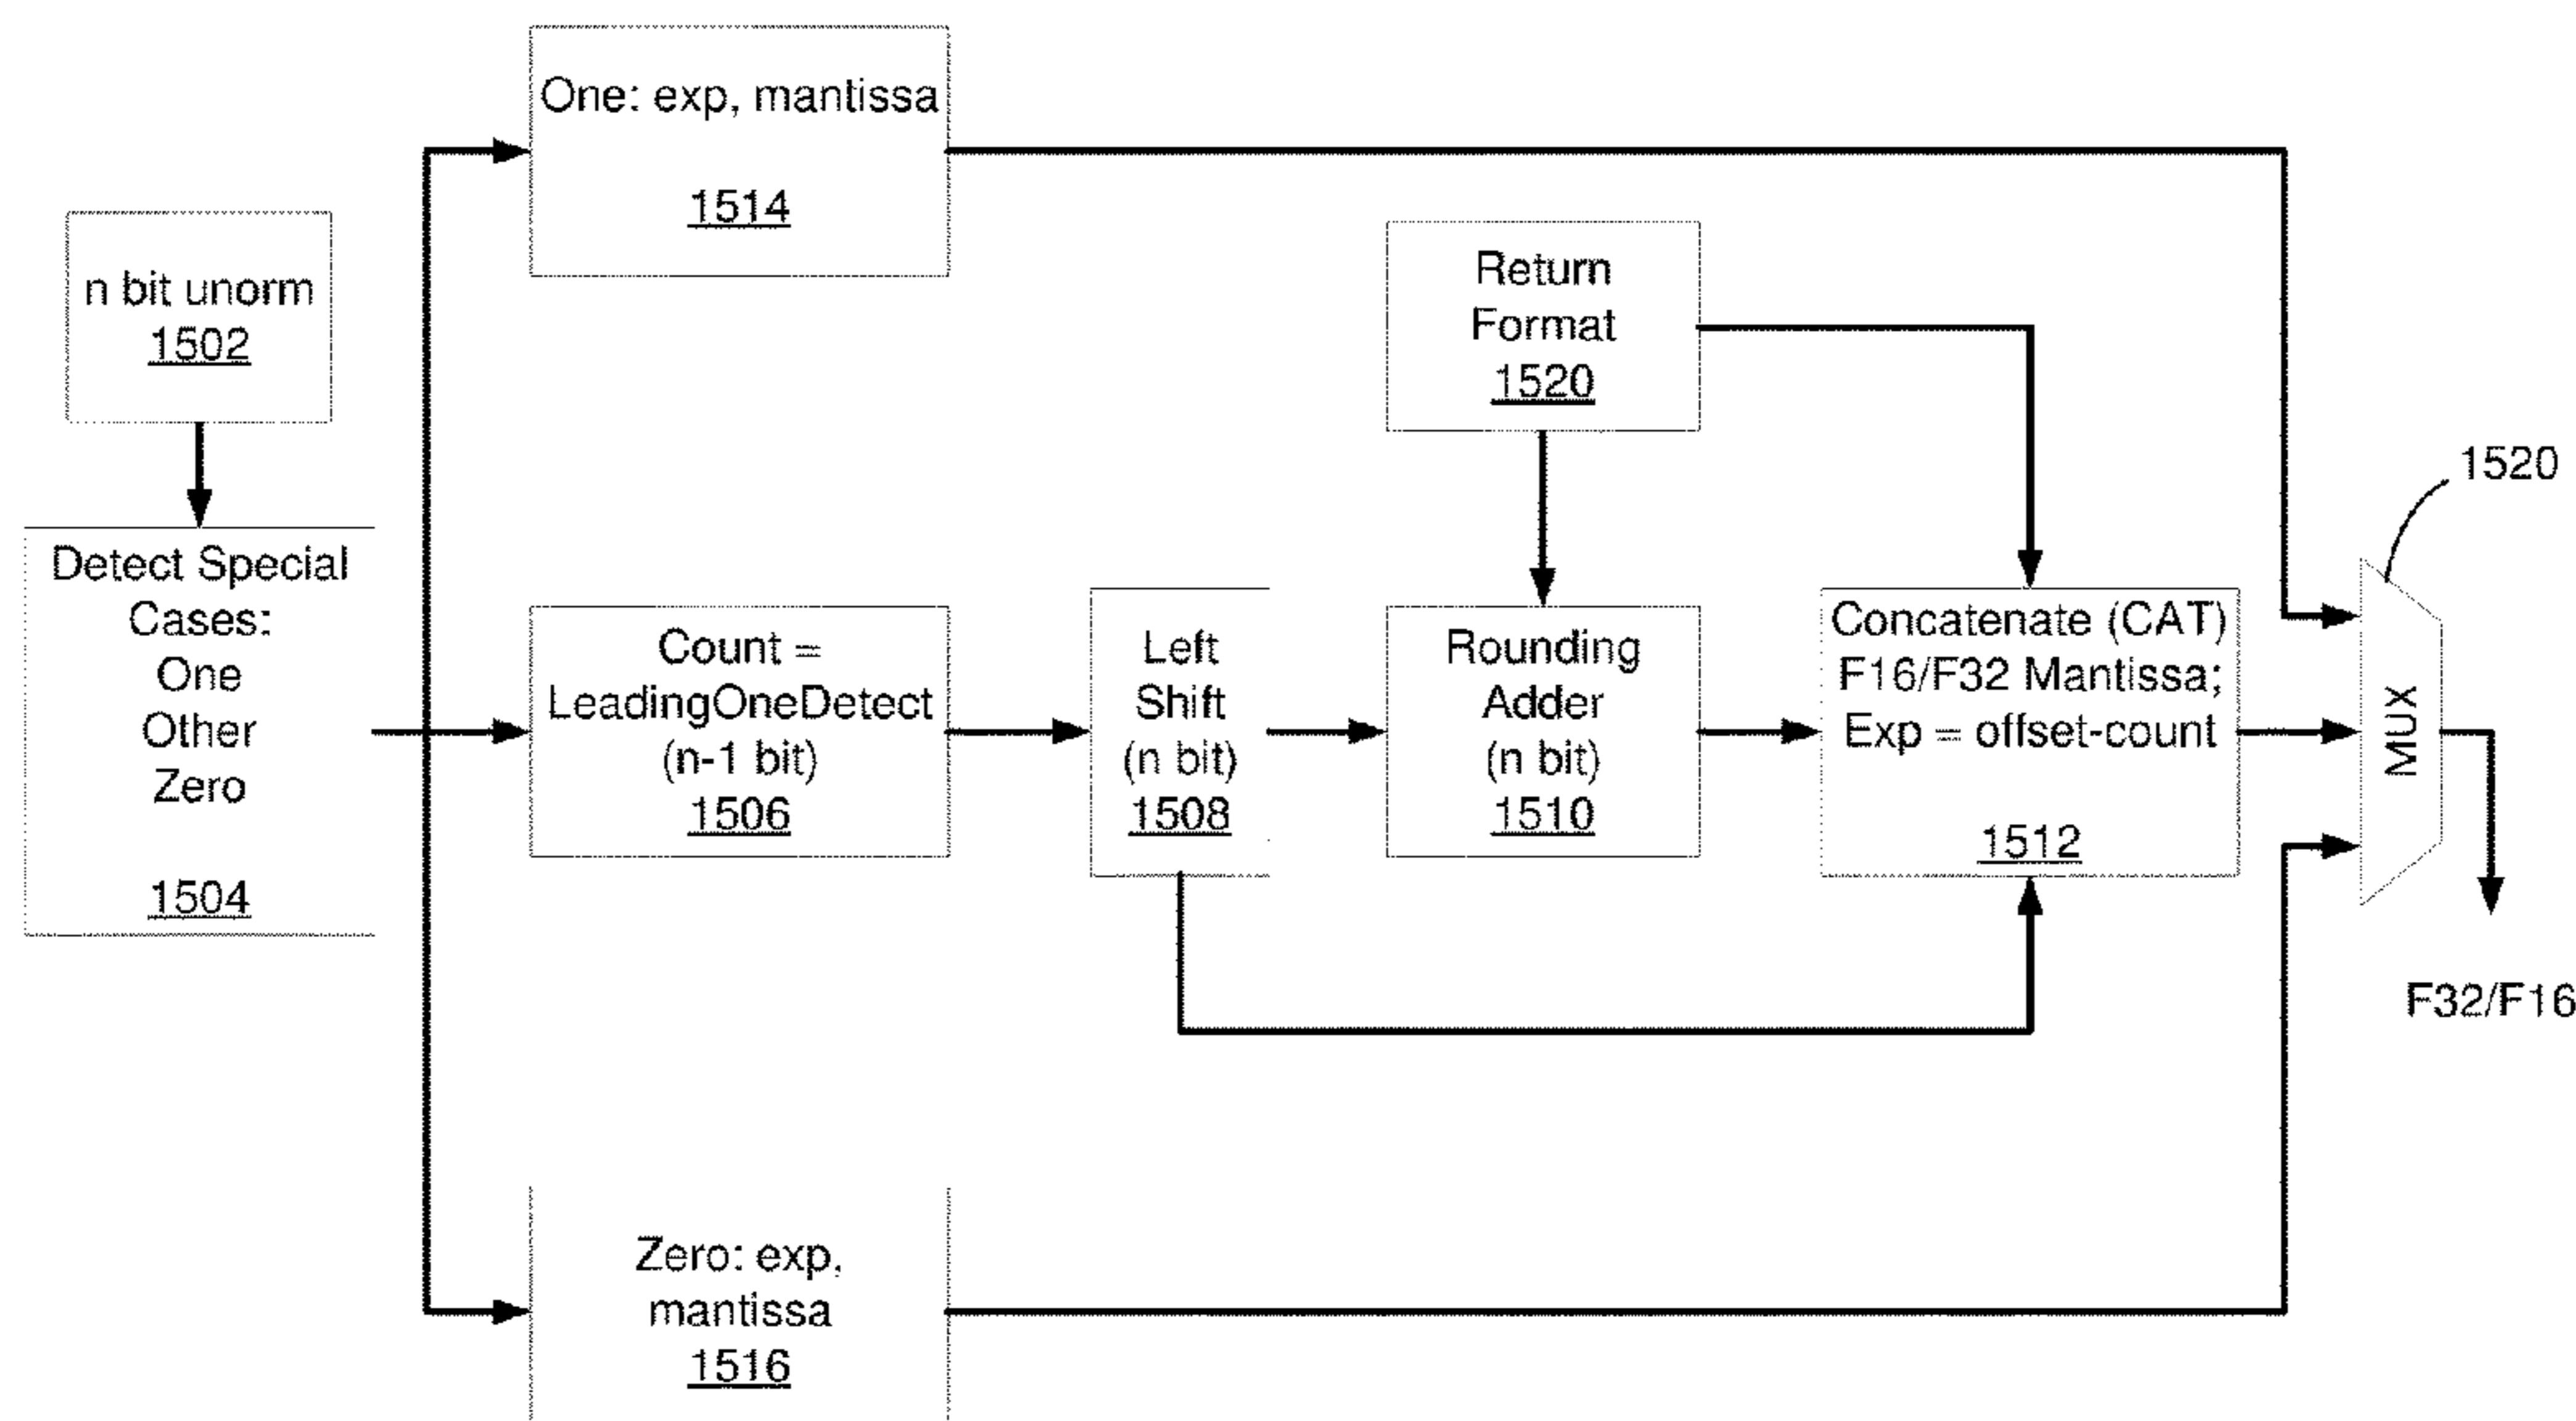 One: exp, mantissa
1514
n bit unorm
1502
Return
Format
1520
1520
Detect Special
Cases:
One
Other
Zero
1504
Count =
LeadingOneDetect
(n-1 bit)
1506
Left
Shift
(n bit)
1508
Rounding
Adder
(n bit)
1510
Concatenate (CAT)
F16/F32 Mantissa;
Exp = offset-count
1512
MUX
F32/F16
Zero: exp,
mantissa
1516